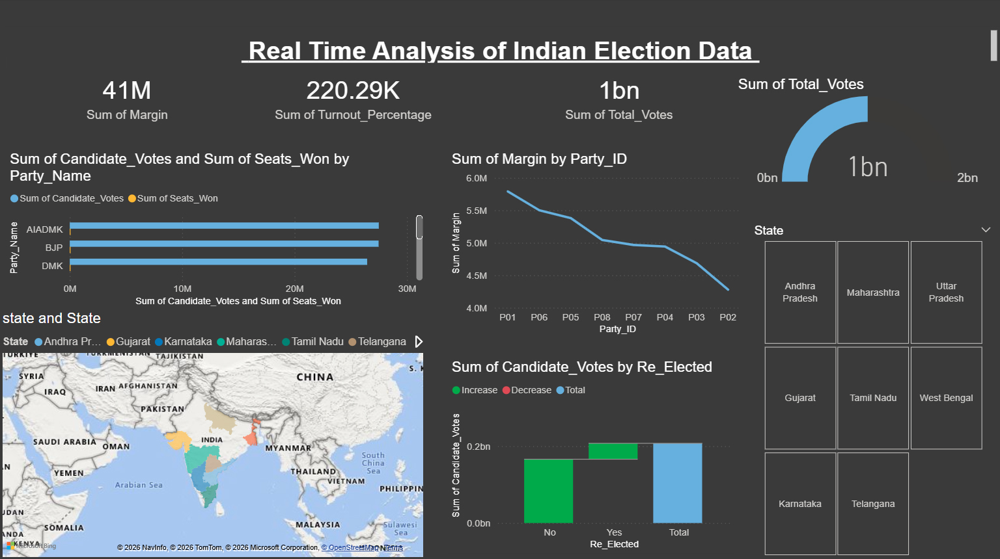 Real Time Analysis of Indian Election Data
41M
Sum of Margin
220.29K
Sum of Turnout_Percentage
1bn
Sum of Total_Votes
Sum of Total_Votes
0bn
1bn
2bn
Sum of Candidate_Votes and Sum of Seats_Won by
Party_Name
Sum of Candidate_Votes
Sum of Seats_Won
Party_Name
AIADMK
BJP
DMK
0M
10M
20M
30M
Sum of Candidate_Votes and Sum of Seats_Won
Sum of Margin by Party_ID
Sum of Margin
6.0M
5.5M
5.0M
4.5M
4.0M
P01
P06
P05
P08
P07
P04
P03
P02
Party_ID
State
Andhra
Pradesh
Maharashtra
Uttar
Pradesh
Gujarat
Tamil Nadu
West Bengal
Karnataka
Telangana
state and State
State
Andhra Pr...
Gujarat
Karnataka
Maharas...
Tamil Nadu
Telangana
TURKMENISTAN
TAJIKISTAN
SYRIA
IRAQ
IRAN
AFGHANISTAN
CHINA
PAKISTAN
SAUDI ARABIA
OMAN
INDIA
MYANMAR
YEMEN
Arabian Sea
THAILAND
VIETNAM
South
China
Sea
PHILIPPIN
SOMALIA
MALAYSIA
Sulawesi
Sea
KENYA
Microsoft Bing
© 2026 NavInfo, © 2026 TomTom, © 2026 Microsoft Corporation, © OpenStreetMap Terms
Sum of Candidate_Votes by Re_Elected
Increase
Decrease
Total
Sum of Candidate_Votes
0.2bn
0.0bn
No
Yes
Total
Re_Elected